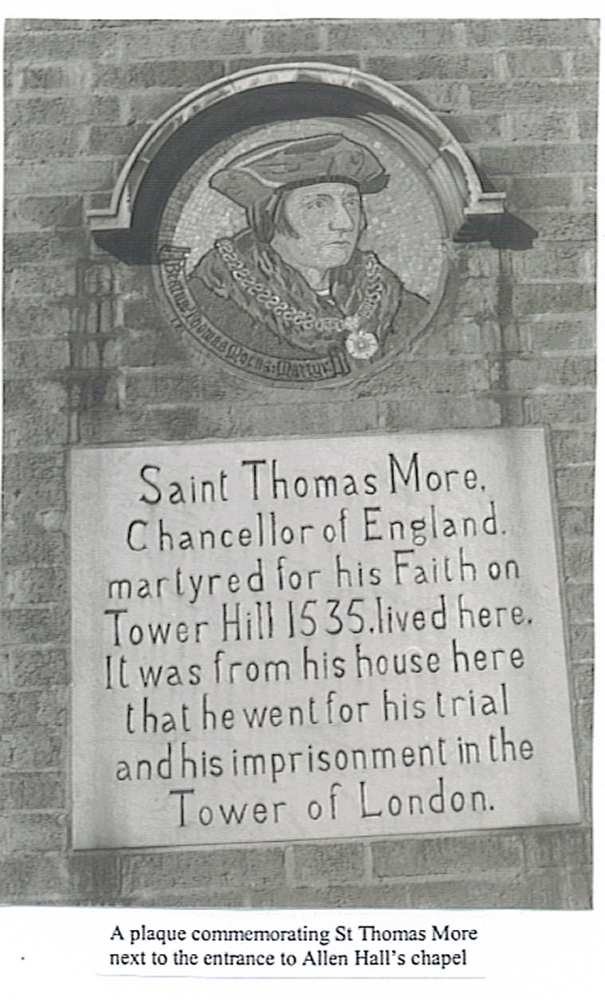 Beatus Thomas Morus: Martyr
Saint Thomas More.
Chancellor of England.
martyred for his Faith on
Tower Hill 1535. lived here.
It was from his house here
that he went for his trial
and his imprisonment in the
Tower of London.
A plaque commemorating St Thomas More
next to the entrance to Allen Hall's chapel